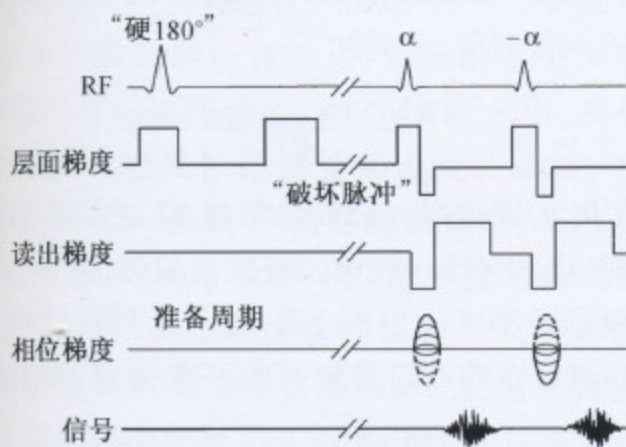 “硬180°”
α
-α
RF
层面梯度
“破坏脉冲”
读出梯度
准备周期
相位梯度
信号